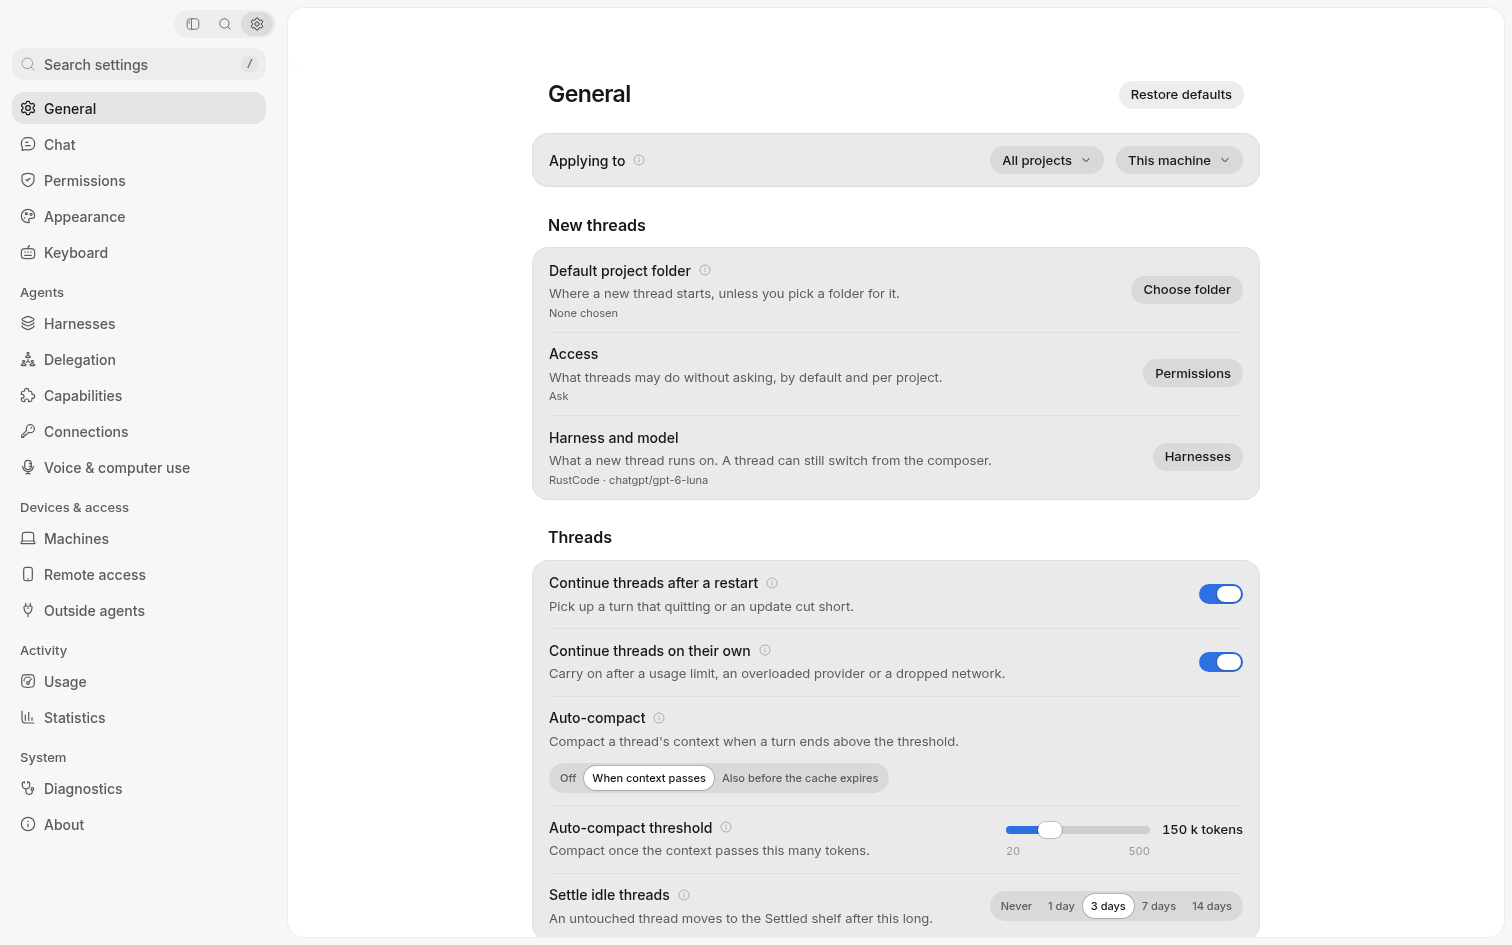 Search settings
/
General
Chat
Permissions
Appearance
Keyboard
Agents
Harnesses
Delegation
Capabilities
Connections
Voice & computer use
Devices & access
Machines
Remote access
Outside agents
Activity
Usage
Statistics
System
Diagnostics
About
General
Restore defaults
Applying to
All projects
This machine
New threads
Default project folder
Where a new thread starts, unless you pick a folder for it.
None chosen
Choose folder
Access
What threads may do without asking, by default and per project.
Ask
Permissions
Harness and model
What a new thread runs on. A thread can still switch from the composer.
RustCode · chatgpt/gpt-6-luna
Harnesses
Threads
Continue threads after a restart
Pick up a turn that quitting or an update cut short.
Continue threads on their own
Carry on after a usage limit, an overloaded provider or a dropped network.
Auto-compact
Compact a thread's context when a turn ends above the threshold.
Off When context passes Also before the cache expires
Auto-compact threshold
Compact once the context passes this many tokens.
150 k tokens
20 500
Settle idle threads
An untouched thread moves to the Settled shelf after this long.
Never 1 day 3 days 7 days 14 days